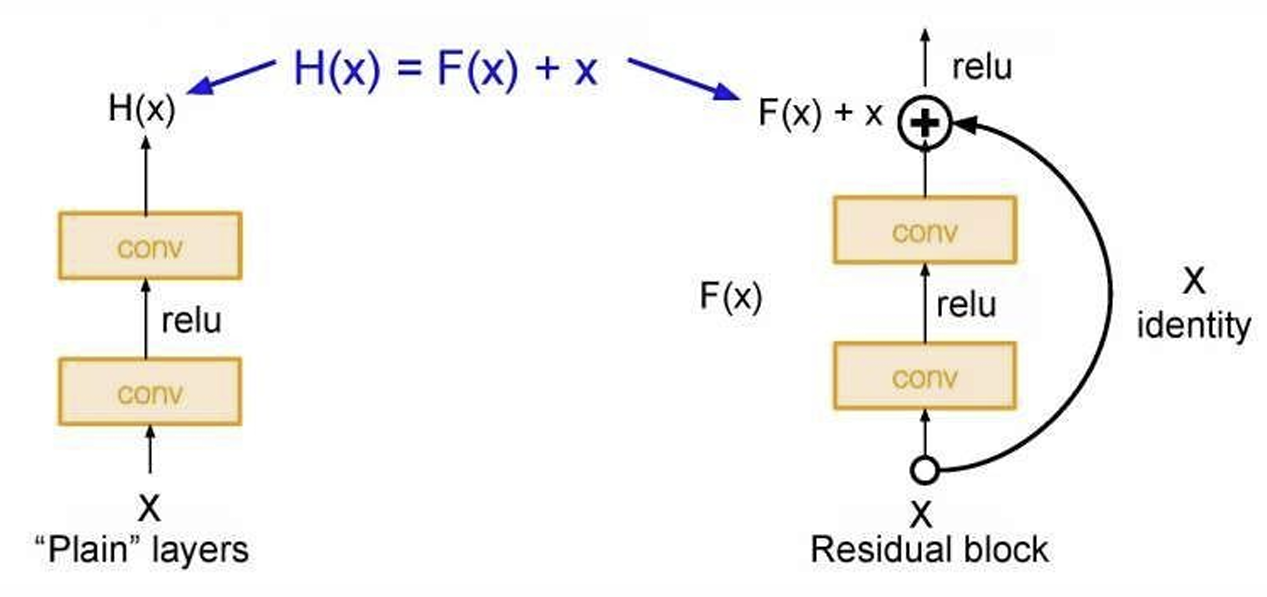 H(x) = F(x) + x
H(x)
conv
relu
conv
X
“Plain” layers
relu
F(x) + x
conv
F(x)
relu
conv
X
identity
X
Residual block